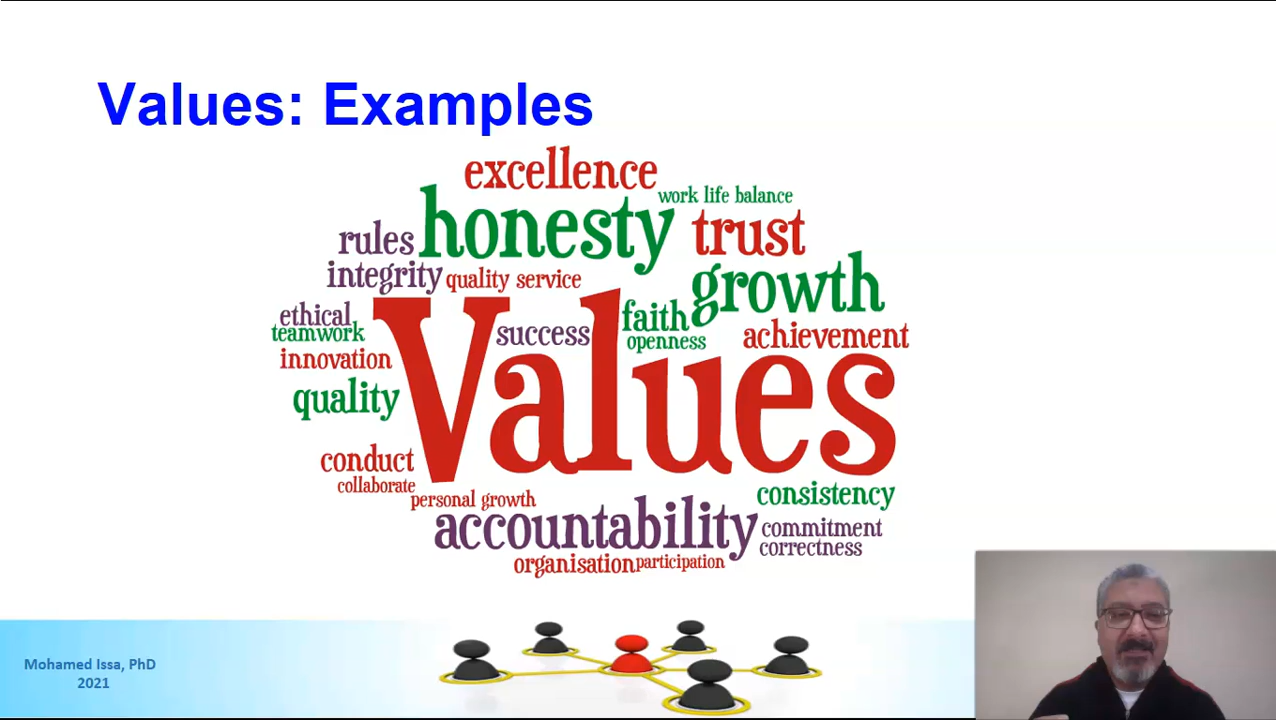 Values: Examples
excellence
work life balance
honesty
trust
rules
integrity
quality service
growth
ethical
teamwork
success
faith
openness
achievement
innovation
quality
Values
conduct
collaborate
personal growth
consistency
accountability
commitment
correctness
organisation
participation
Mohamed Issa, PhD
2021